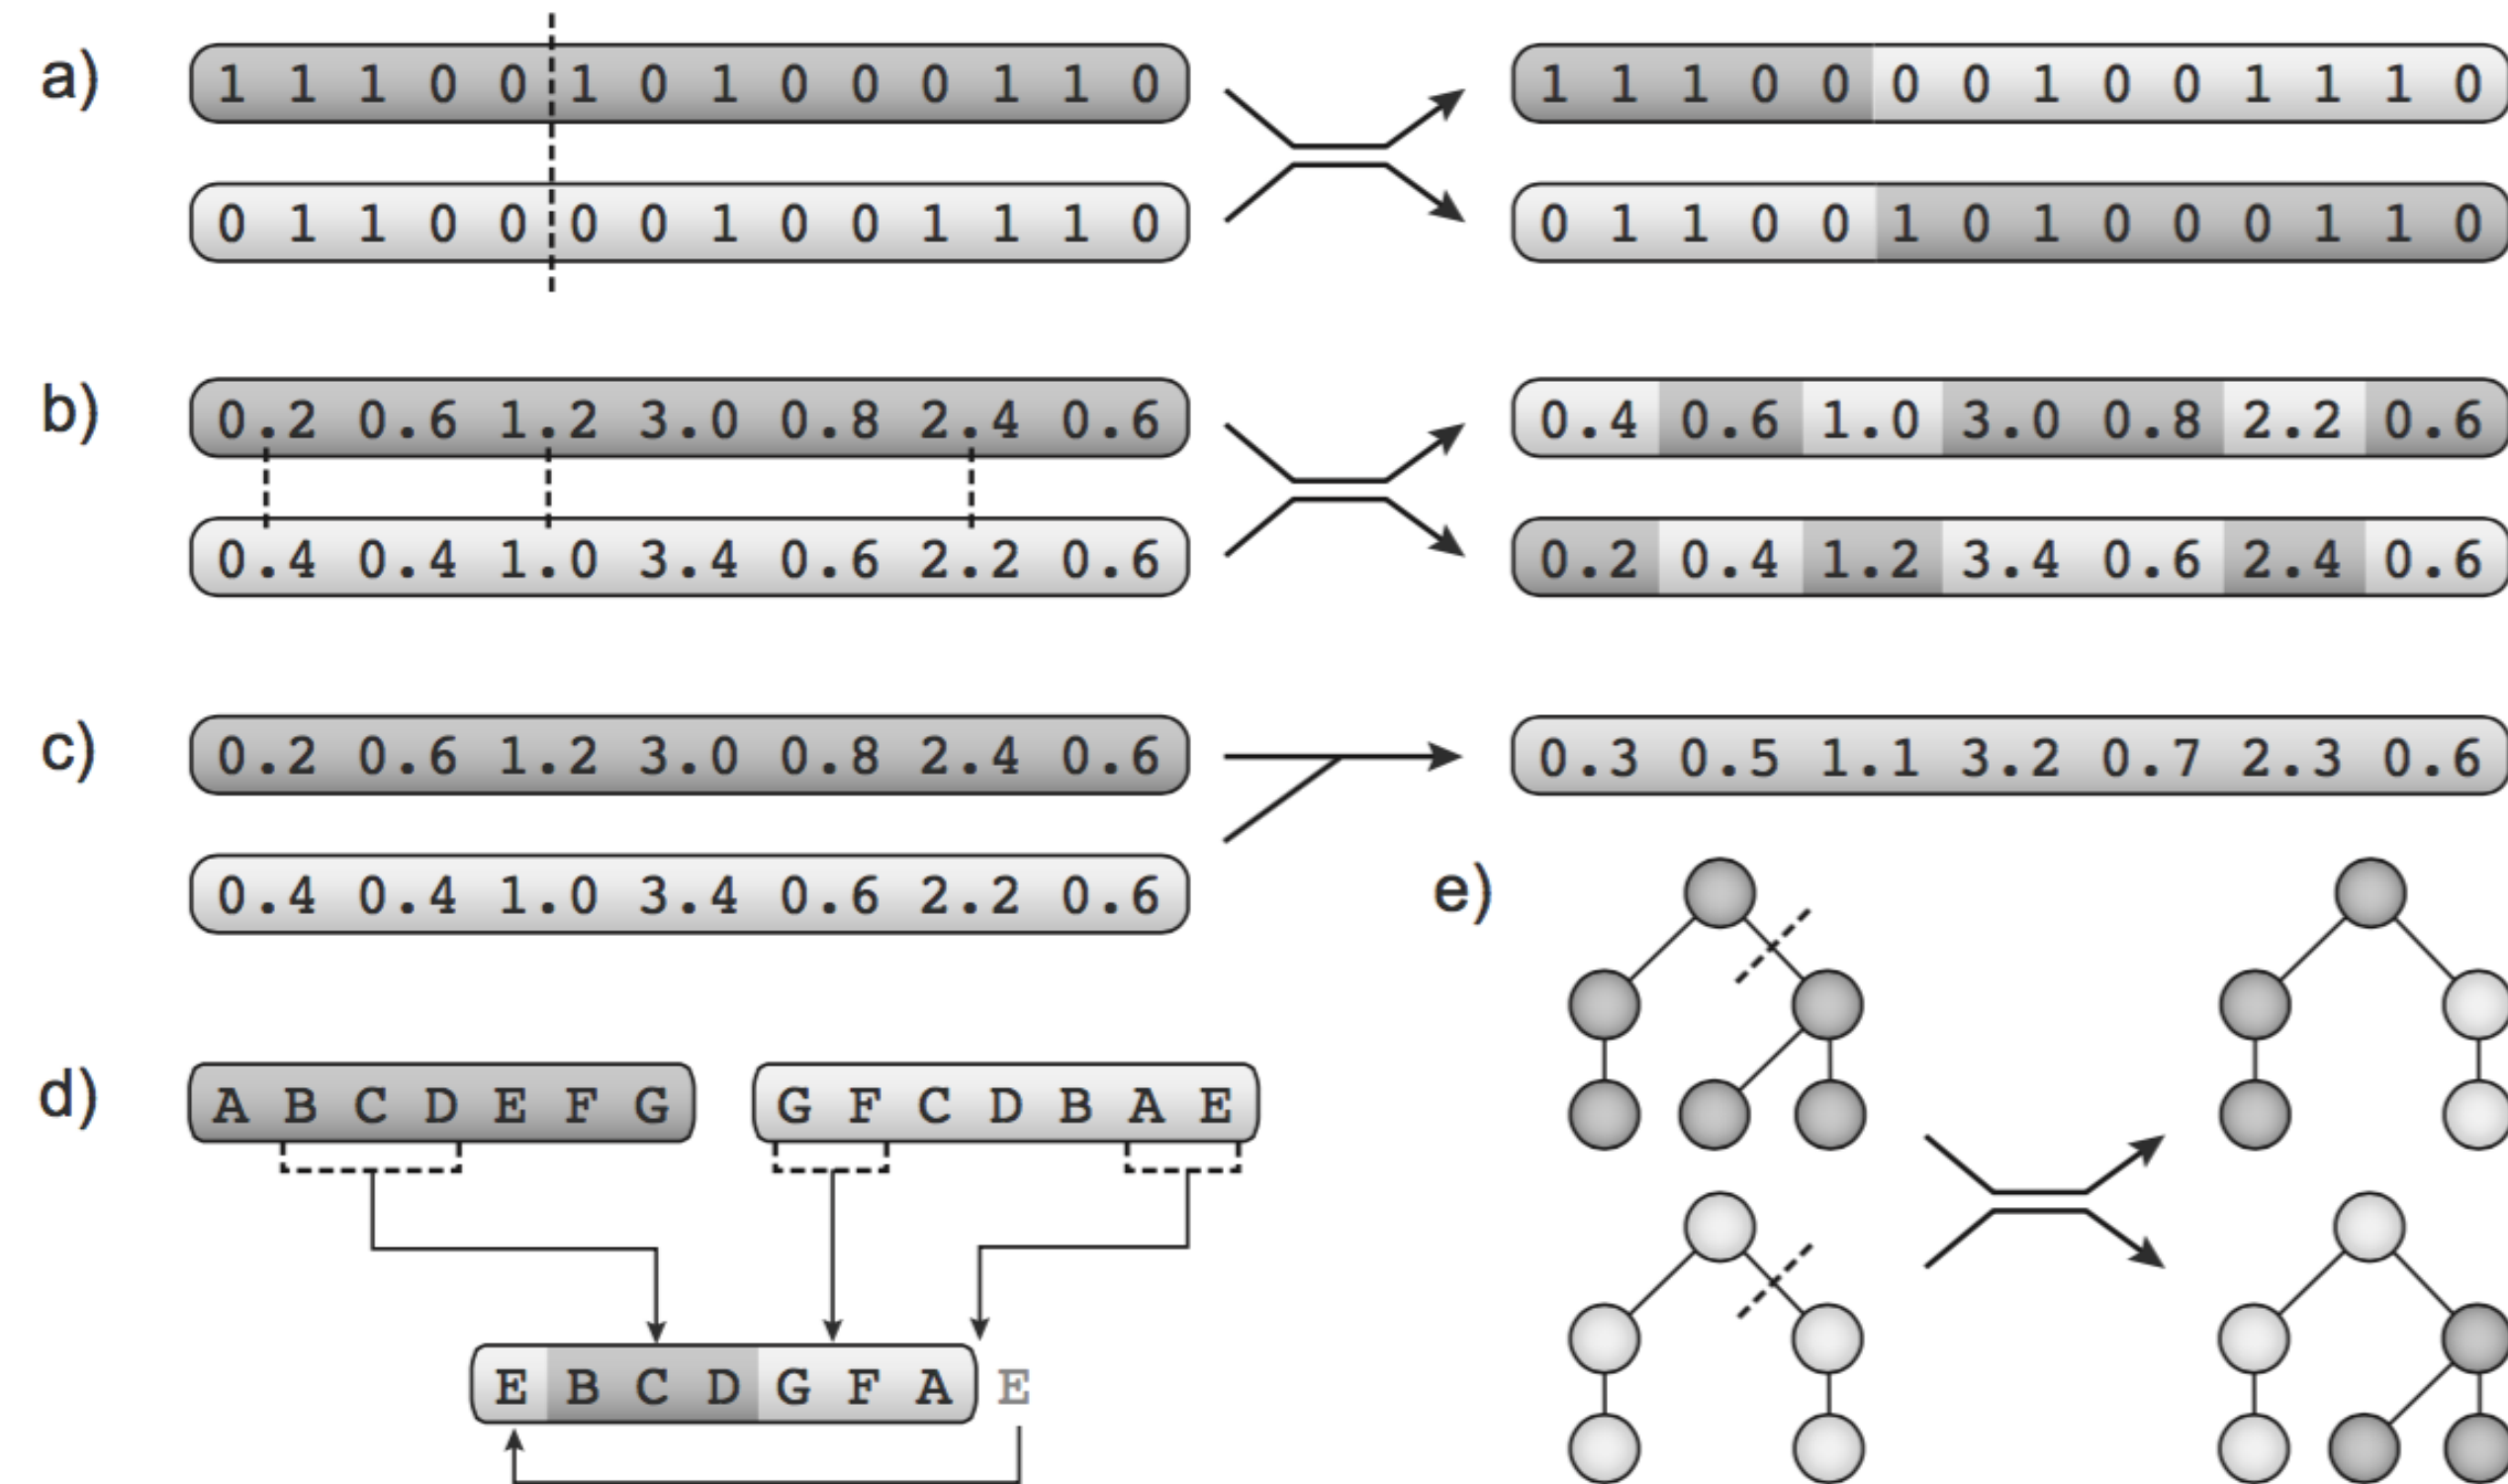 a) 1 1 1 0 0 1 0 1 0 0 0 1 1 0 1 1 1 0 0 0 0 1 0 0 1 1 1 0
0 1 1 0 0 0 0 1 0 0 1 1 1 0 0 1 1 0 0 1 0 1 0 0 0 1 1 0
b) 0.2 0.6 1.2 3.0 0.8 2.4 0.6 0.4 0.6 1.0 3.0 0.8 2.2 0.6
0.4 0.4 1.0 3.4 0.6 2.2 0.6 0.2 0.4 1.2 3.4 0.6 2.4 0.6
c) 0.2 0.6 1.2 3.0 0.8 2.4 0.6 0.3 0.5 1.1 3.2 0.7 2.3 0.6
0.4 0.4 1.0 3.4 0.6 2.2 0.6 e)
d) A B C D E F G G F C D B A E
E B C D G F A E